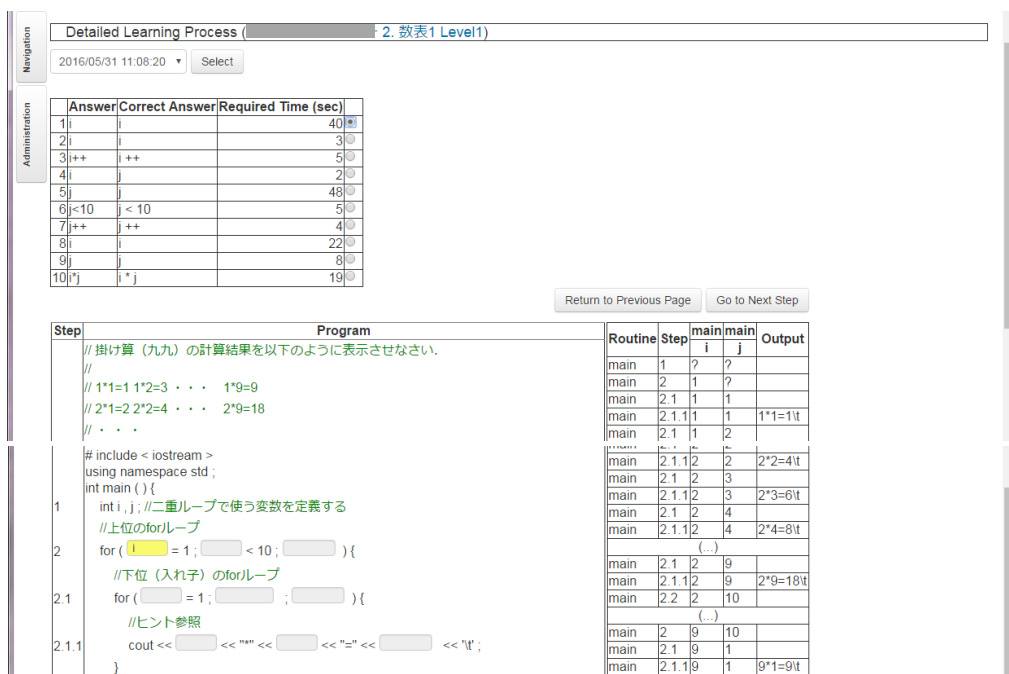 Navigation
Administration
Detailed Learning Process ( 2. 数表1 Level1)
2016/05/31 11:08:20 ▼ Select
Answer Correct Answer Required Time (sec)
1 i i 40
2 i i 3
3 i++ i ++ 5
4 i j 2
5 j j 48
6 j<10 j < 10 5
7 j++ j ++ 4
8 i i 22
9 j j 8
10 i*j i * j 19
Return to Previous Page Go to Next Step
Step Program
// 掛け算（九九）の計算結果を以下のように表示させなさい．
//
// 1*1=1 1*2=3 ・・・ 1*9=9
// 2*1=2 2*2=4 ・・・ 2*9=18
// ・・・
# include < iostream >
using namespace std ;
int main ( ) {
1 int i , j ; //二重ループで使う変数を定義する
//上位のforループ
2 for ( i = 1 ; < 10 ; ) {
//下位（入れ子）のforループ
2.1 for ( = 1 ; ; ) {
//ヒント参照
2.1.1 cout << << "*" << << "=" << << '\t' ;
}
Routine Step main i main j Output
main 1 ? ?
main 2 1 ?
main 2.1 1 1
main 2.1.1 1 1 1*1=1\t
main 2.1 1 2
main 2.1.1 2 2 2*2=4\t
main 2.1 2 3
main 2.1.1 2 3 2*3=6\t
main 2.1 2 4
main 2.1.1 2 4 2*4=8\t
(...)
main 2.1 2 9
main 2.1.1 2 9 2*9=18\t
main 2.2 2 10
(...)
main 2 9 10
main 2.1 9 1
main 2.1.1 9 1 9*1=9\t